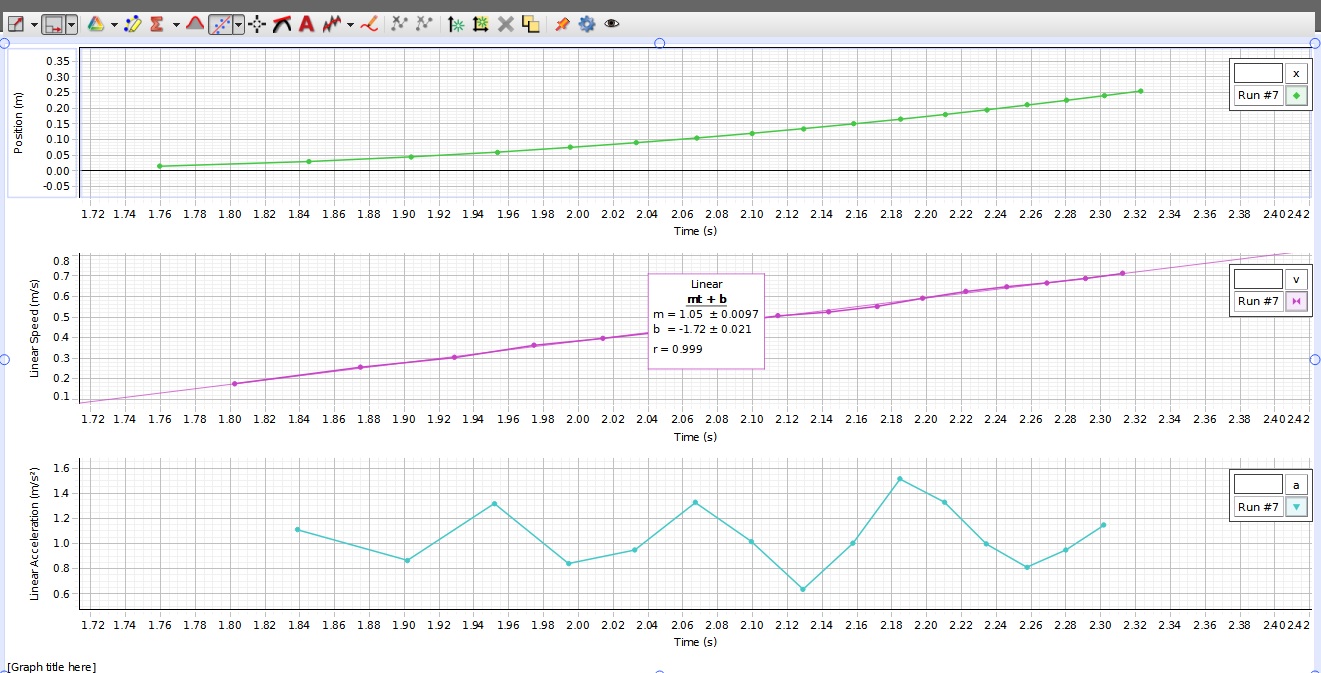 0.35
0.30
0.25
0.20
0.15
0.10
0.05
0.00
-0.05
Position (m)
x
Run #7
1.72 1.74 1.76 1.78 1.80 1.82 1.84 1.86 1.88 1.90 1.92 1.94 1.96 1.98 2.00 2.02 2.04 2.06 2.08 2.10 2.12 2.14 2.16 2.18 2.20 2.22 2.24 2.26 2.28 2.30 2.32 2.34 2.36 2.38 2.40 2.42
Time (s)
0.8
0.7
0.6
0.5
0.4
0.3
0.2
0.1
Linear Speed (m/s)
Linear
mt + b
m = 1.05 ± 0.0097
b = -1.72 ± 0.021
r = 0.999
v
Run #7
1.72 1.74 1.76 1.78 1.80 1.82 1.84 1.86 1.88 1.90 1.92 1.94 1.96 1.98 2.00 2.02 2.04 2.06 2.08 2.10 2.12 2.14 2.16 2.18 2.20 2.22 2.24 2.26 2.28 2.30 2.32 2.34 2.36 2.38 2.40 2.42
Time (s)
1.6
1.4
1.2
1.0
0.8
0.6
Linear Acceleration (m/s²)
a
Run #7
1.72 1.74 1.76 1.78 1.80 1.82 1.84 1.86 1.88 1.90 1.92 1.94 1.96 1.98 2.00 2.02 2.04 2.06 2.08 2.10 2.12 2.14 2.16 2.18 2.20 2.22 2.24 2.26 2.28 2.30 2.32 2.34 2.36 2.38 2.40 2.42
Time (s)
[Graph title here]